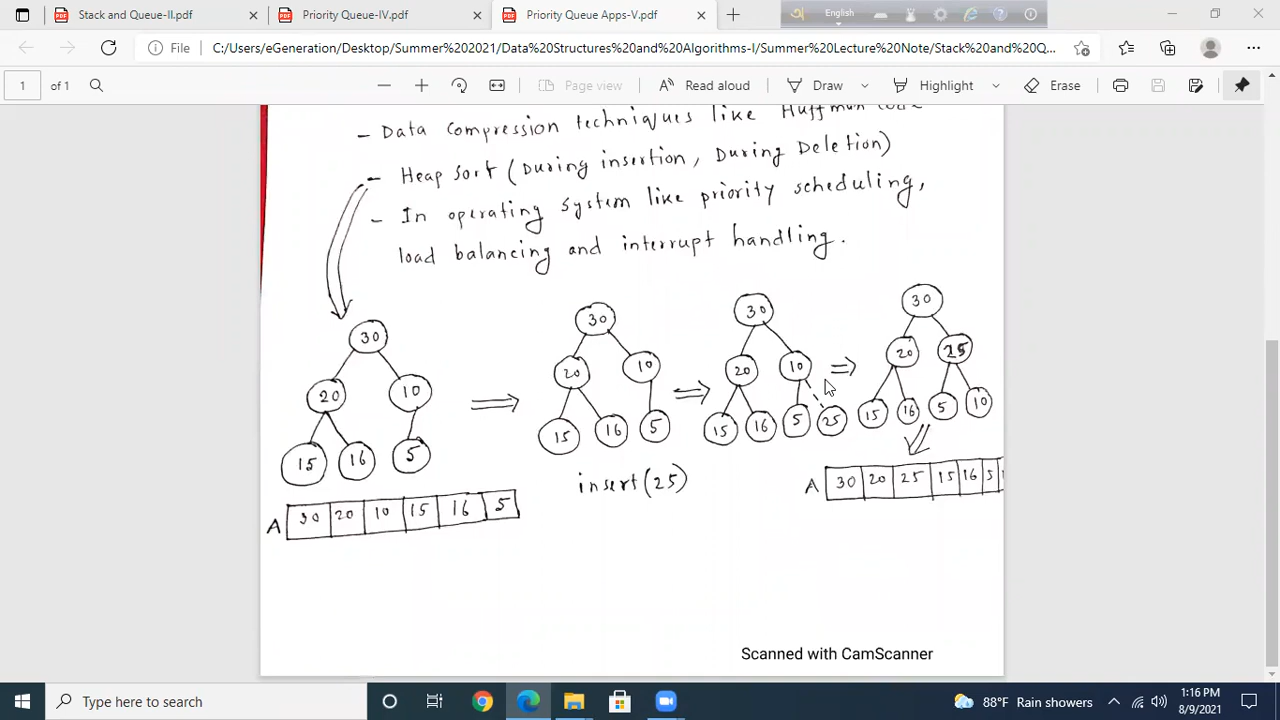 Stack and Queue-II.pdf
Priority Queue-IV.pdf
Priority Queue Apps-V.pdf
English
File
C:/Users/eGeneration/Desktop/Summer%202021/Data%20Structures%20and%20Algorithms-I/Summer%20Lecture%20Note/Stack%20and%20Q...
1 of 1
Page view
A Read aloud
Draw
Highlight
Erase
- Data Compression techniques like Huffman Code
- Heap Sort (During insertion, During Deletion)
- In operating system like priority scheduling,
load balancing and interrupt handling.
30
20 10
15 16 5
A 30 20 10 15 16 5
30
20 10
15 16 5
insert(25)
30
20 10
15 16 5 25
30
20 25
15 16 5 10
A 30 20 25 15 16 5
Scanned with CamScanner
Type here to search
88°F Rain showers
1:16 PM
8/9/2021